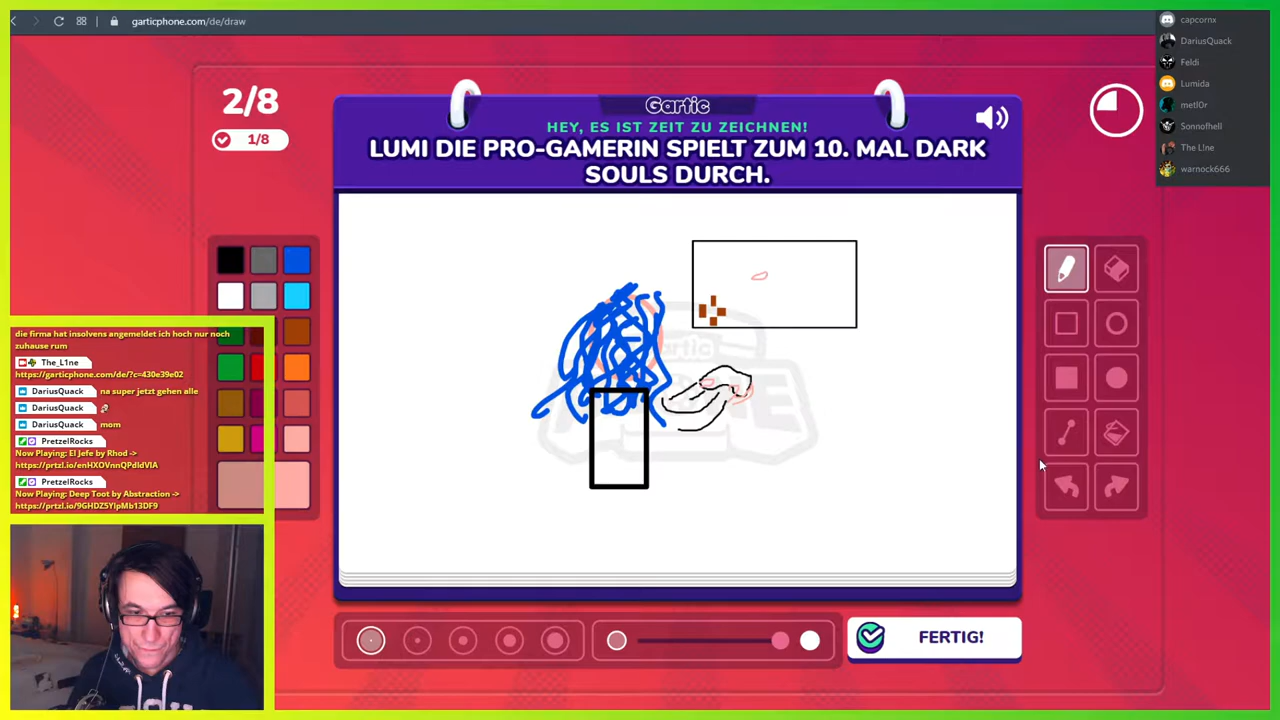 garticphone.com/de/draw
capcornx
DariusQuack
Feldi
Lumida
metl0r
Sonnofhell
The L!ne
warnock666
2/8
1/8
Gartic
HEY, ES IST ZEIT ZU ZEICHNEN!
LUMI DIE PRO-GAMERIN SPIELT ZUM 10. MAL DARK
SOULS DURCH.
die firma hat insolvens angemeldet ich hoch nur noch
zuhause rum
The_L1ne
https://garticphone.com/de/?c=430e39e02
DariusQuack na super jetzt gehen alle
DariusQuack
DariusQuack mom
PretzelRocks
Now Playing: El Jefe by Rhod ->
https://prtzl.io/enHXOVnnQPdldVlA
PretzelRocks
Now Playing: Deep Toot by Abstraction ->
https://prtzl.io/9GHDZ5YlpMb13DF9
FERTIG!